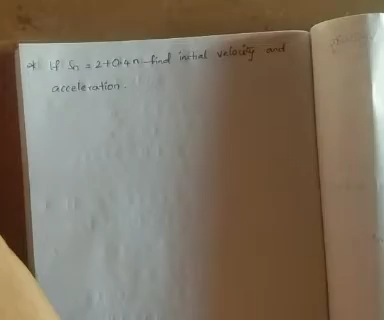 * If Sn = 2+0.4n find initial velocity and
acceleration.